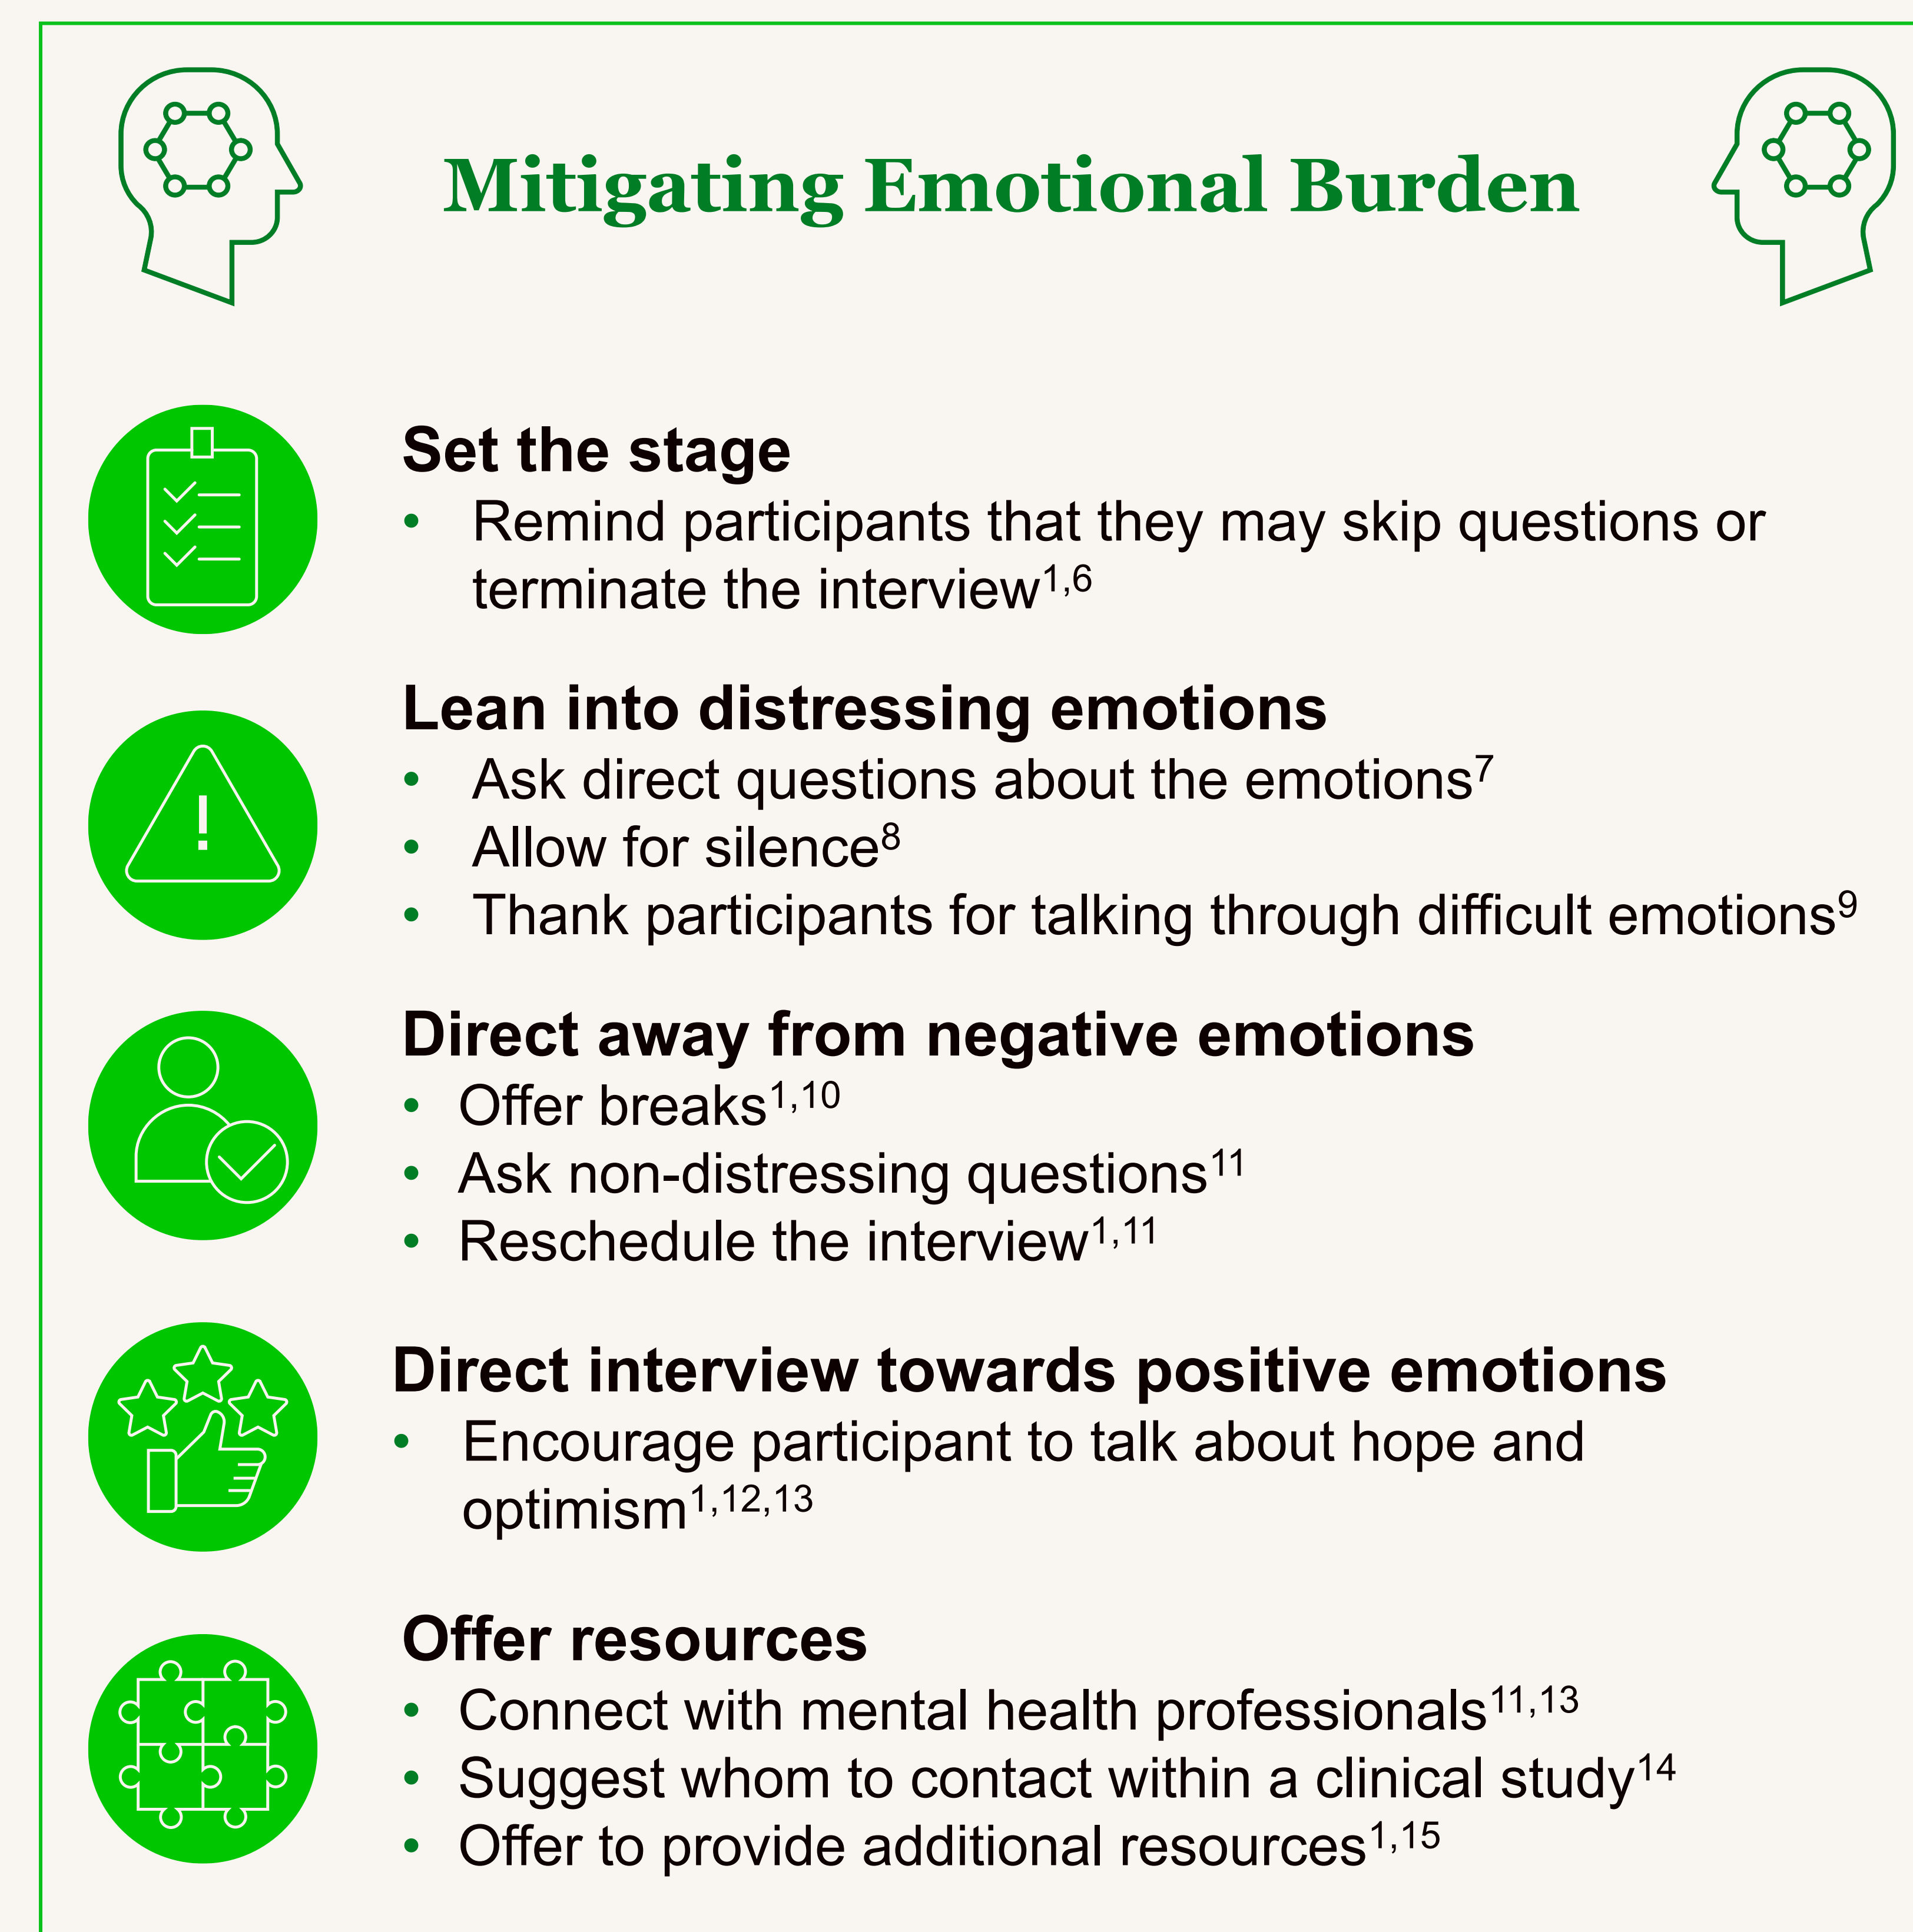 Mitigating Emotional Burden
Set the stage
• Remind participants that they may skip questions or
terminate the interview1,6
!
Lean into distressing emotions
• Ask direct questions about the emotions7
• Allow for silence8
• Thank participants for talking through difficult emotions9
Direct away from negative emotions
• Offer breaks1,10
• Ask non-distressing questions11
• Reschedule the interview1,11
Direct interview towards positive emotions
• Encourage participant to talk about hope and
optimism1,12,13
Offer resources
• Connect with mental health professionals11,13
• Suggest whom to contact within a clinical study14
• Offer to provide additional resources1,15